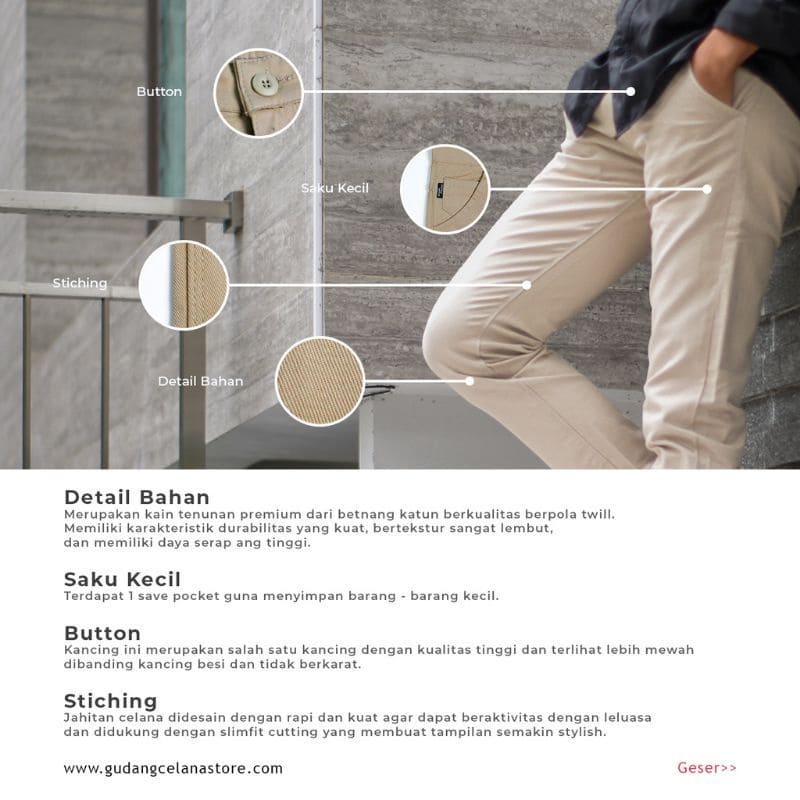 Button
Saku Kecil
Stiching
Detail Bahan
Detail Bahan
Merupakan kain tenunan premium dari betnang katun berkualitas berpola twill.
Memiliki karakteristik durabilitas yang kuat, bertekstur sangat lembut,
dan memiliki daya serap ang tinggi.
Saku Kecil
Terdapat 1 save pocket guna menyimpan barang - barang kecil.
Button
Kancing ini merupakan salah satu kancing dengan kualitas tinggi dan terlihat lebih mewah
dibanding kancing besi dan tidak berkarat.
Stiching
Jahitan celana didesain dengan rapi dan kuat agar dapat beraktivitas dengan leluasa
dan didukung dengan slimfit cutting yang membuat tampilan semakin stylish.
www.gudangcelanastore.com
Geser>>